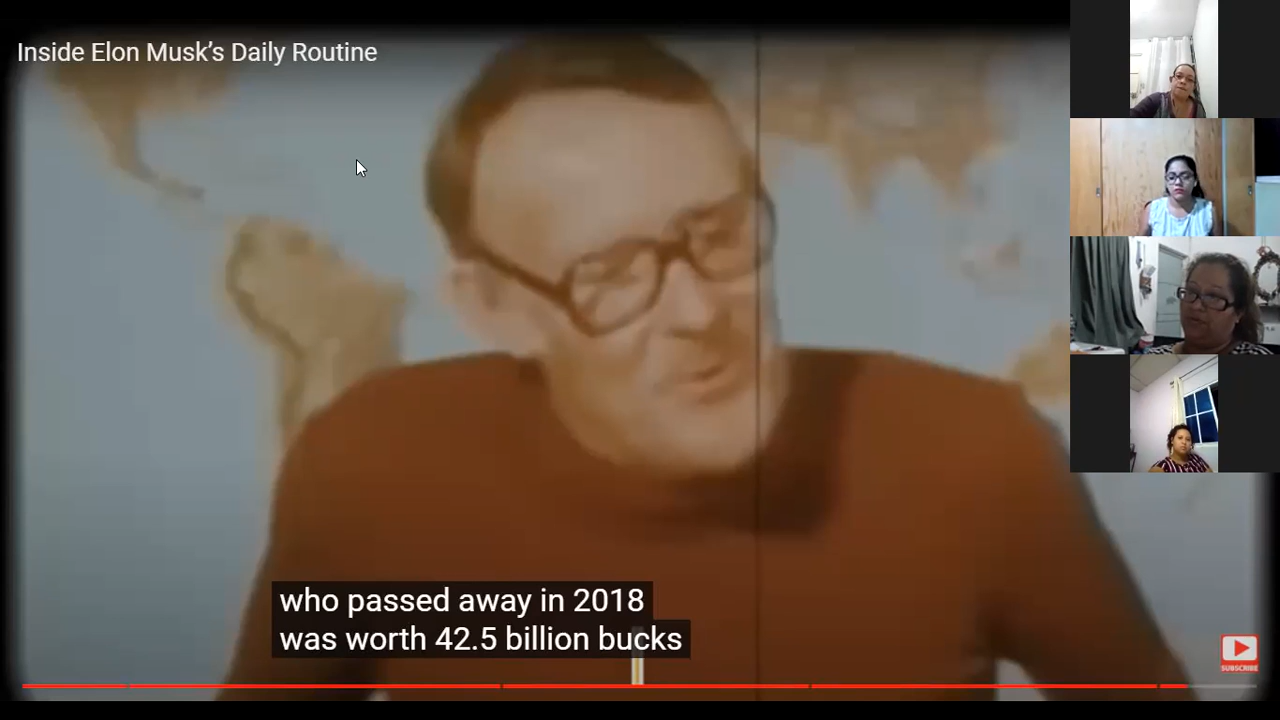 Inside Elon Musk’s Daily Routine
who passed away in 2018
was worth 42.5 billion bucks
SUBSCRIBE